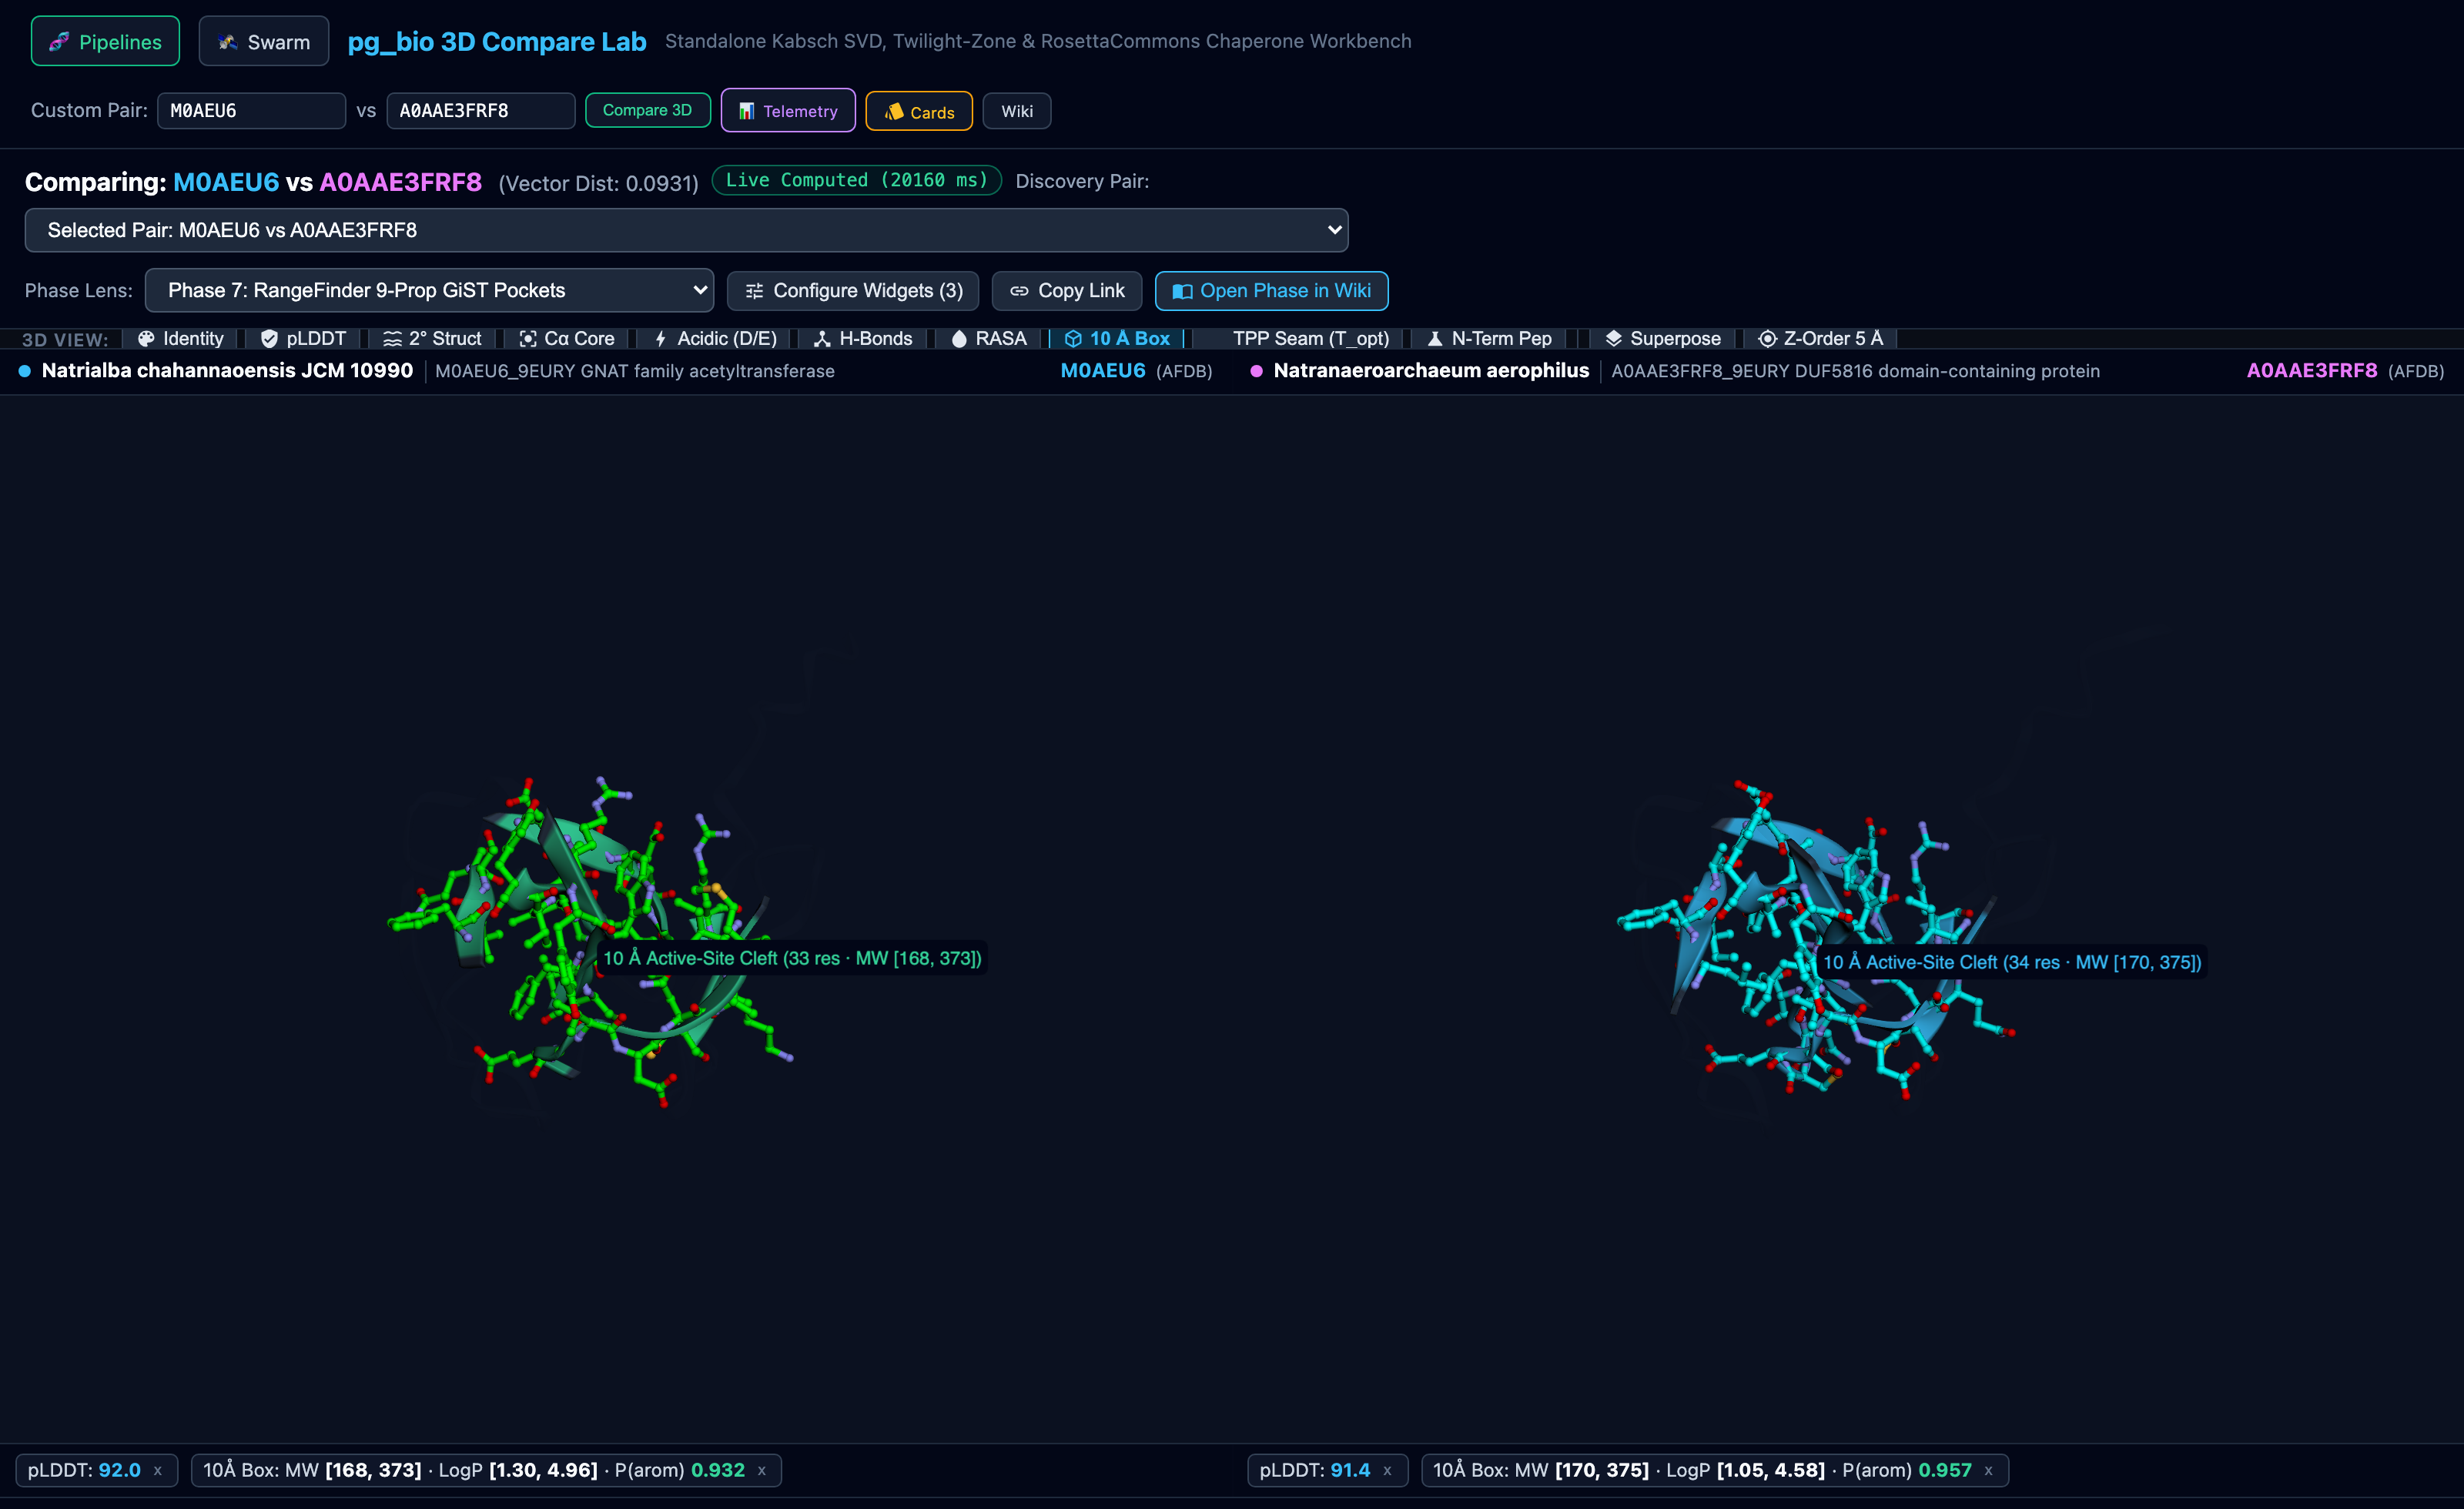 Pipelines Swarm pg_bio 3D Compare Lab Standalone Kabsch SVD, Twilight-Zone & RosettaCommons Chaperone Workbench
Custom Pair: M0AEU6 vs A0AAE3FRF8 Compare 3D Telemetry Cards Wiki
Comparing: M0AEU6 vs A0AAE3FRF8 (Vector Dist: 0.0931) Live Computed (20160 ms) Discovery Pair:
Selected Pair: M0AEU6 vs A0AAE3FRF8
Phase Lens: Phase 7: RangeFinder 9-Prop GiST Pockets Configure Widgets (3) Copy Link Open Phase in Wiki
3D VIEW: Identity pLDDT 2° Struct Cα Core Acidic (D/E) H-Bonds RASA 10 Å Box TPP Seam (T_opt) N-Term Pep Superpose Z-Order 5 Å
Natrialba chahannaoensis JCM 10990 M0AEU6_9EURY GNAT family acetyltransferase M0AEU6 (AFDB) Natranaeroarchaeum aerophilus A0AAE3FRF8_9EURY DUF5816 domain-containing protein A0AAE3FRF8 (AFDB)
10 Å Active-Site Cleft (33 res · MW [168, 373])
10 Å Active-Site Cleft (34 res · MW [170, 375])
pLDDT: 92.0 x 10Å Box: MW [168, 373] · LogP [1.30, 4.96] · P(arom) 0.932 x pLDDT: 91.4 x 10Å Box: MW [170, 375] · LogP [1.05, 4.58] · P(arom) 0.957 x